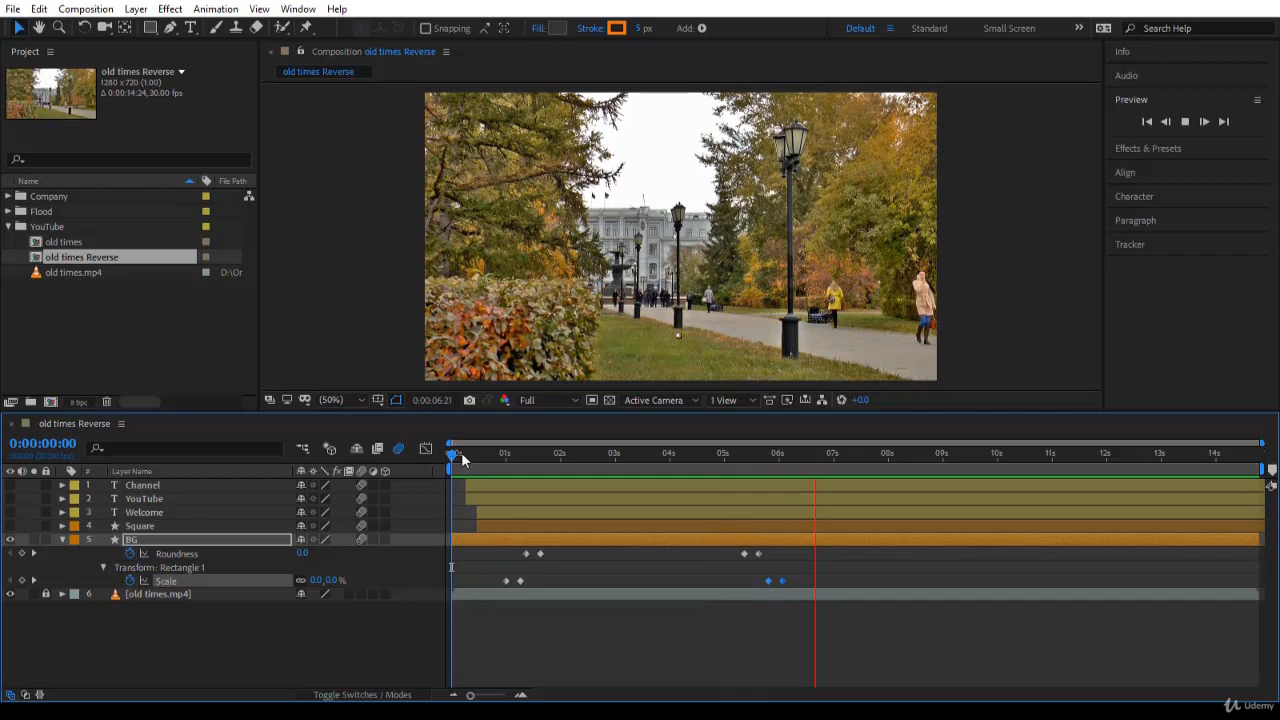 File Edit Composition Layer Effect Animation View Window Help
Snapping Fill: Stroke: 5 px Add: Default Standard Small Screen Search Help
Project
Composition old times Reverse
old times Reverse
old times Reverse
1280 x 720 (1.00)
Δ 0:00:14:24, 30.00 fps
Name File Path
Company
Flood
YouTube
old times
old times Reverse
old times.mp4 D:\Or
Info
Audio
Preview
Effects & Presets
Align
Character
Paragraph
Tracker
8 bpc
(50%) 0:00:06:21 Full Active Camera 1 View +0.0
old times Reverse
0:00:00:00
# Layer Name fx
01s 02s 03s 04s 05s 06s 07s 08s 09s 10s 11s 12s 13s 14s
1 T Channel
2 T YouTube
3 T Welcome
4 Square
5 BG
Roundness 0.0
Transform: Rectangle 1
Scale 0.0,0.0 %
6 [old times.mp4]
Toggle Switches / Modes
Udemy